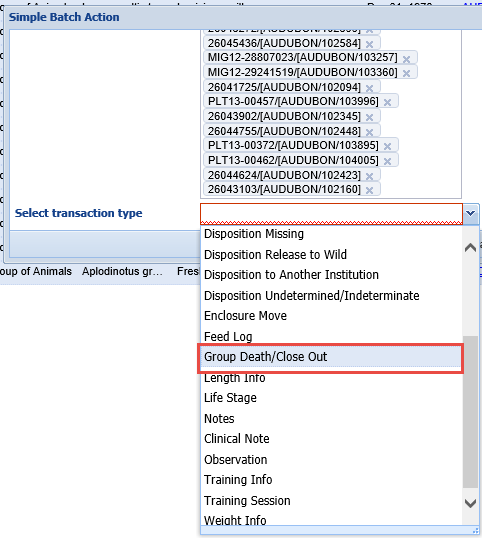 Simple Batch Action
26045436/[AUDUBON/102584]
MIG12-28807023/[AUDUBON/103257]
MIG12-29241519/[AUDUBON/103360]
26041725/[AUDUBON/102094]
PLT13-00457/[AUDUBON/103996]
26043902/[AUDUBON/102345]
26044755/[AUDUBON/102448]
PLT13-00372/[AUDUBON/103895]
PLT13-00462/[AUDUBON/104005]
26044624/[AUDUBON/102423]
26043103/[AUDUBON/102160]
Select transaction type
Disposition Missing
Disposition Release to Wild
Disposition to Another Institution
Disposition Undetermined/Indeterminate
Enclosure Move
oup of Animals Aplodinotus gr... Fres
Feed Log
Group Death/Close Out
Length Info
Life Stage
Notes
Clinical Note
Observation
Training Info
Training Session
Weight Info